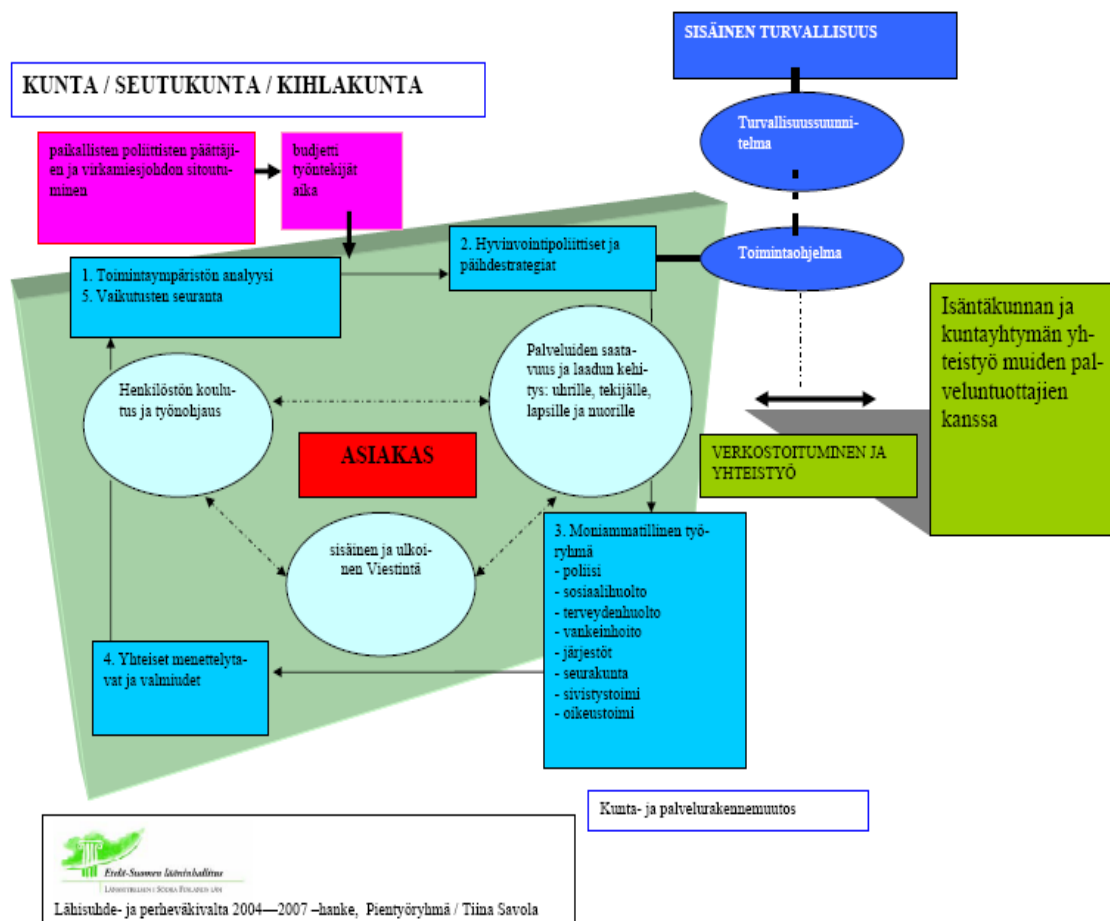 SISÄINEN TURVALLISUUS
KUNTA / SEUTUKUNTA / KIHLAKUNTA
Turvallisuussuunni-
telma
paikallisten poliittisten päättäji-
en ja virkamiesjohdon sitoutu-
minen
budjetti
työntekijät
aika
1. Toimintaympäristön analyysi
5. Vaikutusten seuranta
2. Hyvinvointipoliittiset ja
päihdestrategiat
Toimintaohjelma
Isäntäkunnan ja
kuntayhtymän yh-
teistyö muiden pal-
veluntuottajien
kanssa
Henkilöstön koulu-
tus ja työnohjaus
Palveluiden saata-
vuus ja laadun kehi-
tys: uhrille, tekijälle,
lapsille ja nuorille
ASIAKAS
VERKOSTOITUMINEN JA
YHTEISTYÖ
sisäinen ja ulkoi-
nen Viestintä
3. Moniammatillinen työ-
ryhmä
- poliisi
- sosiaalihuolto
- terveydenhuolto
- vankeinhoito
- järjestöt
- seurakunta
- sivistystoimi
- oikeustoimi
4. Yhteiset menettelyta-
vat ja valmiudet
Kunta- ja palvelurakennemuutos
Etelä-Suomen lääninhallitus
LÄNSSTYRELSEN I SÖDRA FINLANDS LÄN
Lähisuhde- ja perheväkivalta 2004—2007 –hanke, Pientyöryhmä / Tiina Savola